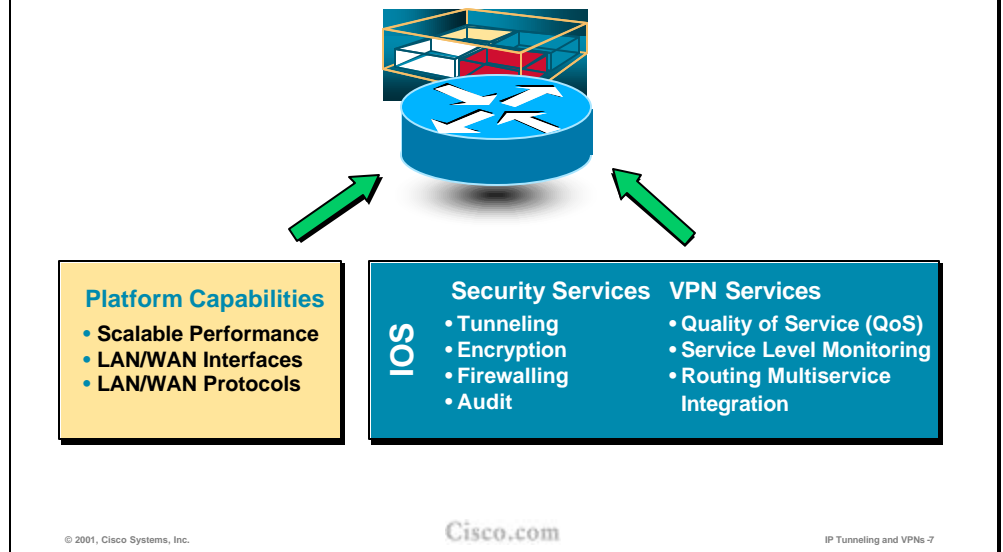 Platform Capabilities
• Scalable Performance
• LAN/WAN Interfaces
• LAN/WAN Protocols
IOS
Security Services
• Tunneling
• Encryption
• Firewalling
• Audit
VPN Services
• Quality of Service (QoS)
• Service Level Monitoring
• Routing Multiservice
Integration
© 2001, Cisco Systems, Inc.
Cisco.com
IP Tunneling and VPNs -7